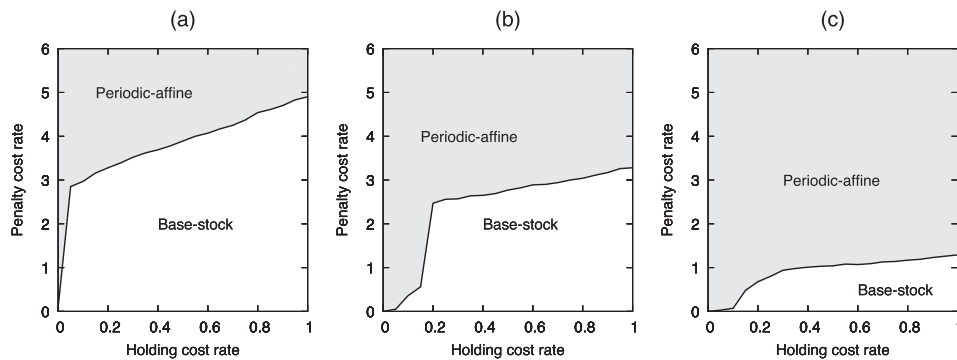 (a)
Penalty cost rate
6
5
4
3
2
1
0
Periodic-affine
Base-stock
0 0.2 0.4 0.6 0.8 1
Holding cost rate
(b)
Penalty cost rate
6
5
4
3
2
1
0
Periodic-affine
Base-stock
0 0.2 0.4 0.6 0.8 1
Holding cost rate
(c)
Penalty cost rate
6
5
4
3
2
1
0
Periodic-affine
Base-stock
0 0.2 0.4 0.6 0.8 1
Holding cost rate